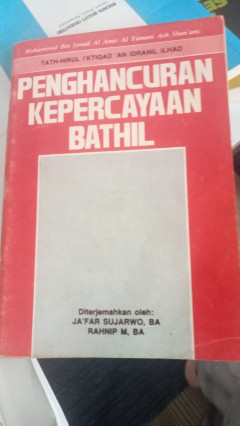 Muhammad Bin Ismail Al Amir Al Yamani Ash Shan'ani.
TATH-HIRUL I'KTIQAD 'AN IDRANIL ILHAD
PENGHANCURAN
KEPERCAYAAN
BATHIL
Diterjemahkan oleh:
JA'FAR SUJARWO, BA
RAHNIP M, BA